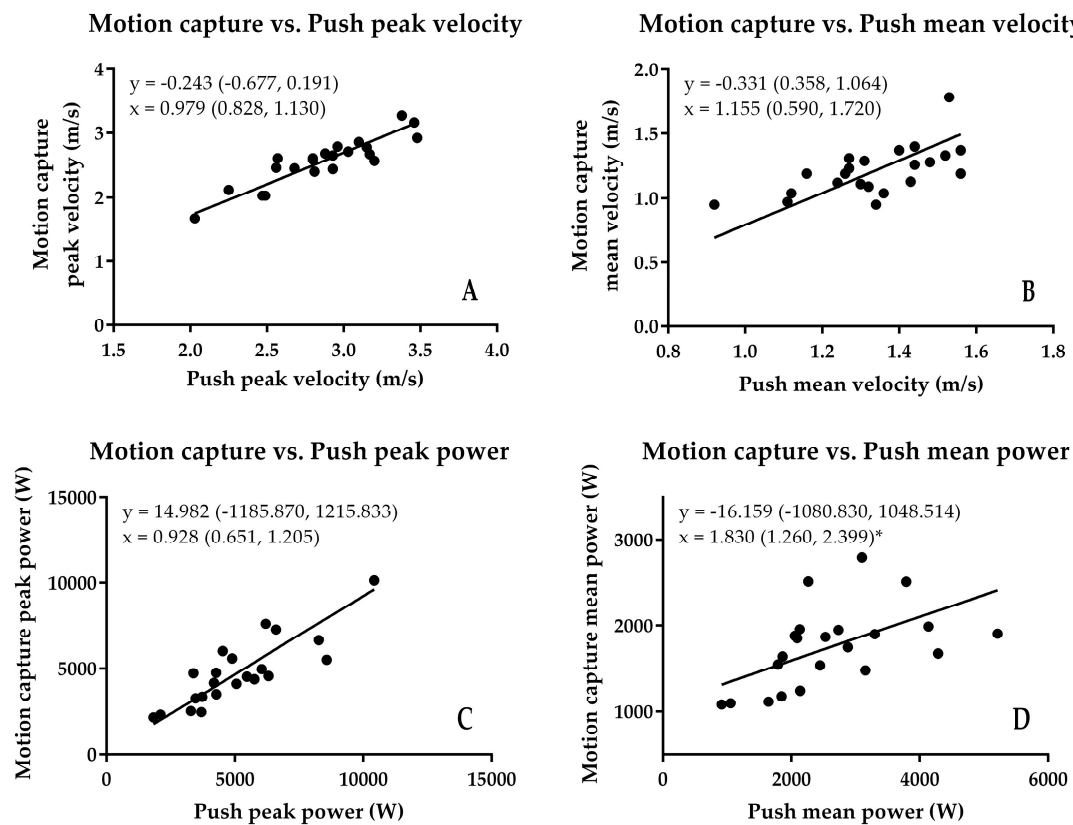 Motion capture vs. Push peak velocity
y = -0.243 (-0.677, 0.191)
x = 0.979 (0.828, 1.130)
Motion capture
peak velocity (m/s)
4
3
2
1
0
1.5 2.0 2.5 3.0 3.5 4.0
Push peak velocity (m/s)
A
Motion capture vs. Push mean velocity
y = -0.331 (0.358, 1.064)
x = 1.155 (0.590, 1.720)
Motion capture
mean velocity (m/s)
2.0
1.5
1.0
0.5
0.0
0.8 1.0 1.2 1.4 1.6 1.8
Push mean velocity (m/s)
B
Motion capture vs. Push peak power
y = 14.982 (-1185.870, 1215.833)
x = 0.928 (0.651, 1.205)
Motion capture peak power (W)
15000
10000
5000
0
0 5000 10000 15000
Push peak power (W)
C
Motion capture vs. Push mean power
y = -16.159 (-1080.830, 1048.514)
x = 1.830 (1.260, 2.399)*
Motion capture mean power (W)
3000
2000
1000
0 2000 4000 6000
Push mean power (W)
D